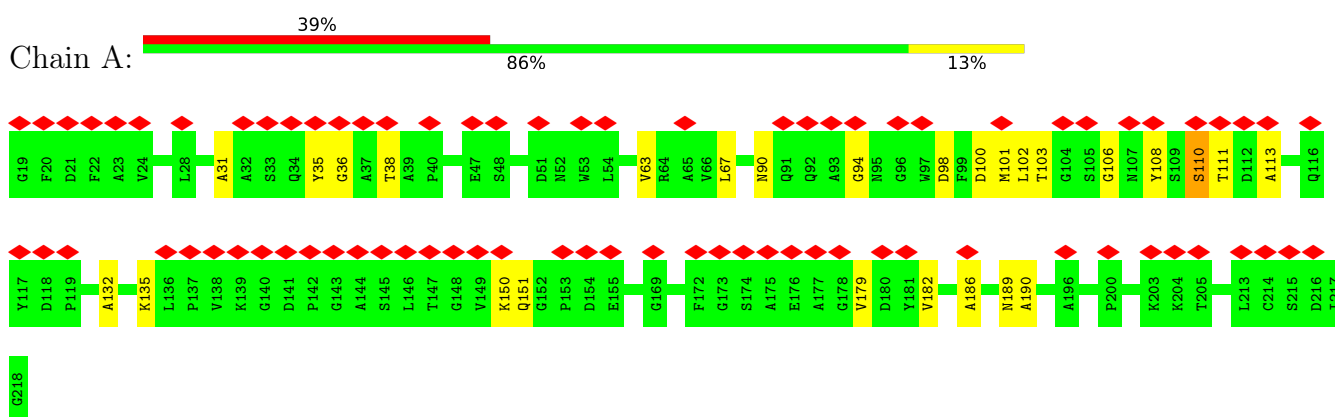 39%
Chain A:
86% 13%
G19 F20 D21 F22 A23 V24 L28 A31 A32 S33 Q34 Y35 G36 A37 T38 A39 P40 E47 S48 D51 N52 W53 L54 V63 R64 A65 V66 L67 N90 Q91 Q92 A93 G94 N95 G96 W97 D98 F99 D100 M101 L102 T103 G104 S105 G106 N107 Y108 S109 S110 T111 D112 A113 Q116
Y117 D118 P119 A132 K135 L136 P137 V138 K139 G140 D141 P142 G143 A144 S145 L146 T147 G148 V149 K150 Q151 G152 P153 D154 E155 G169 F172 G173 S174 A175 E176 A177 G178 V179 D180 Y181 V182 A186 N189 A190 A196 P200 K203 K204 T205 L213 C214 S215 D216
G218